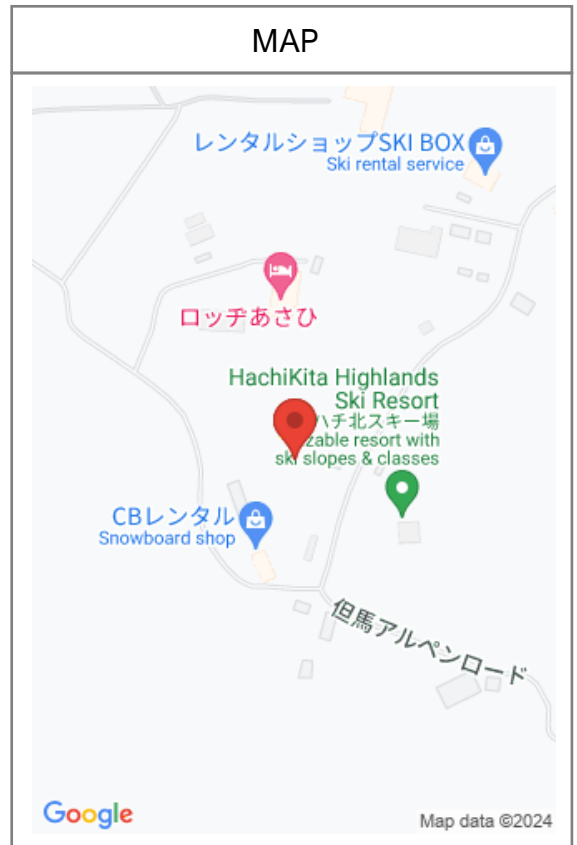 MAP
レンタルショップSKI BOX
Ski rental service
ロッヂあさひ
HachiKita Highlands
Ski Resort
ハチ北スキー場
zable resort with
ski slopes & classes
CBレンタル
Snowboard shop
但馬アルペンロード
Google
Map data ©2024